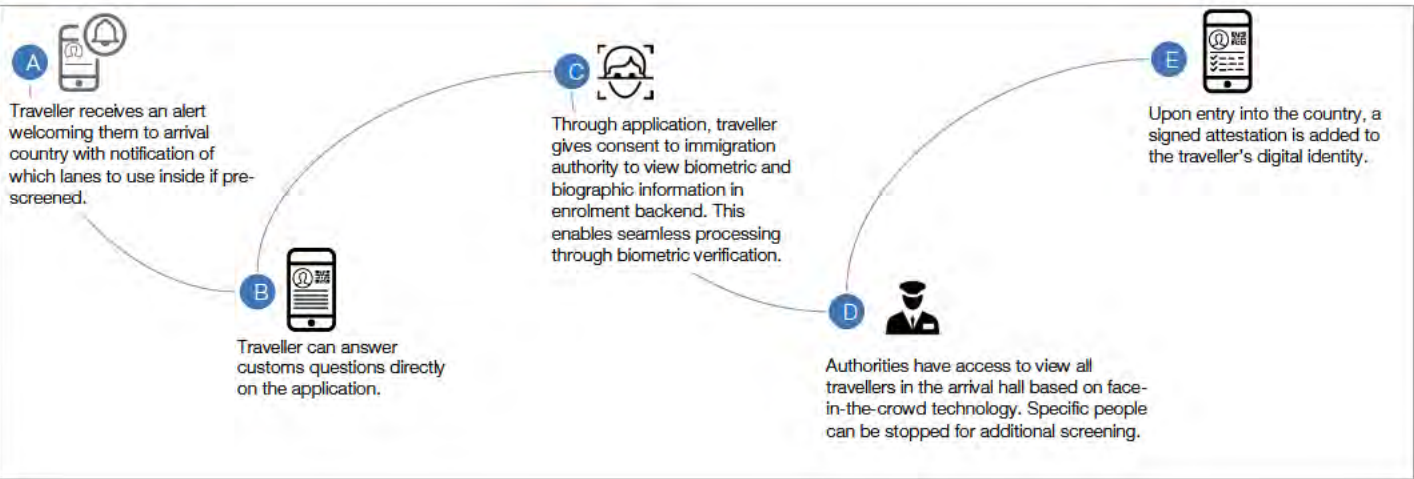 A
Traveller receives an alert
welcoming them to arrival
country with notification of
which lanes to use inside if pre-
screened.
B
Traveller can answer
customs questions directly
on the application.
C
Through application, traveller
gives consent to immigration
authority to view biometric and
biographic information in
enrolment backend. This
enables seamless processing
through biometric verification.
D
Authorities have access to view all
travellers in the arrival hall based on face-
in-the-crowd technology. Specific people
can be stopped for additional screening.
E
Upon entry into the country, a
signed attestation is added to
the traveller's digital identity.